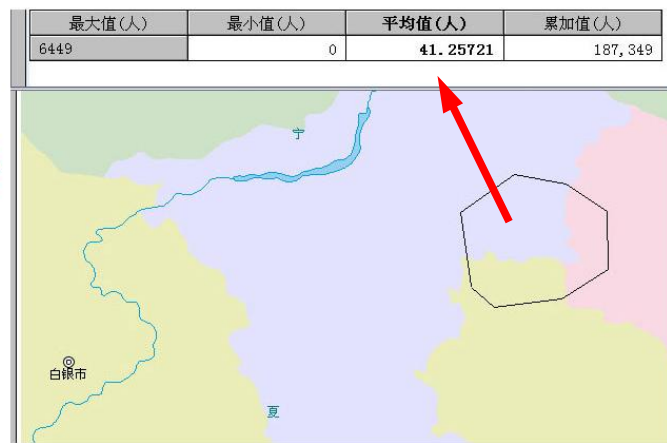 最大值(人) 最小值(人) 平均值(人) 累加值(人)
6449 0 41.25721 187,349
宁
白银市
夏